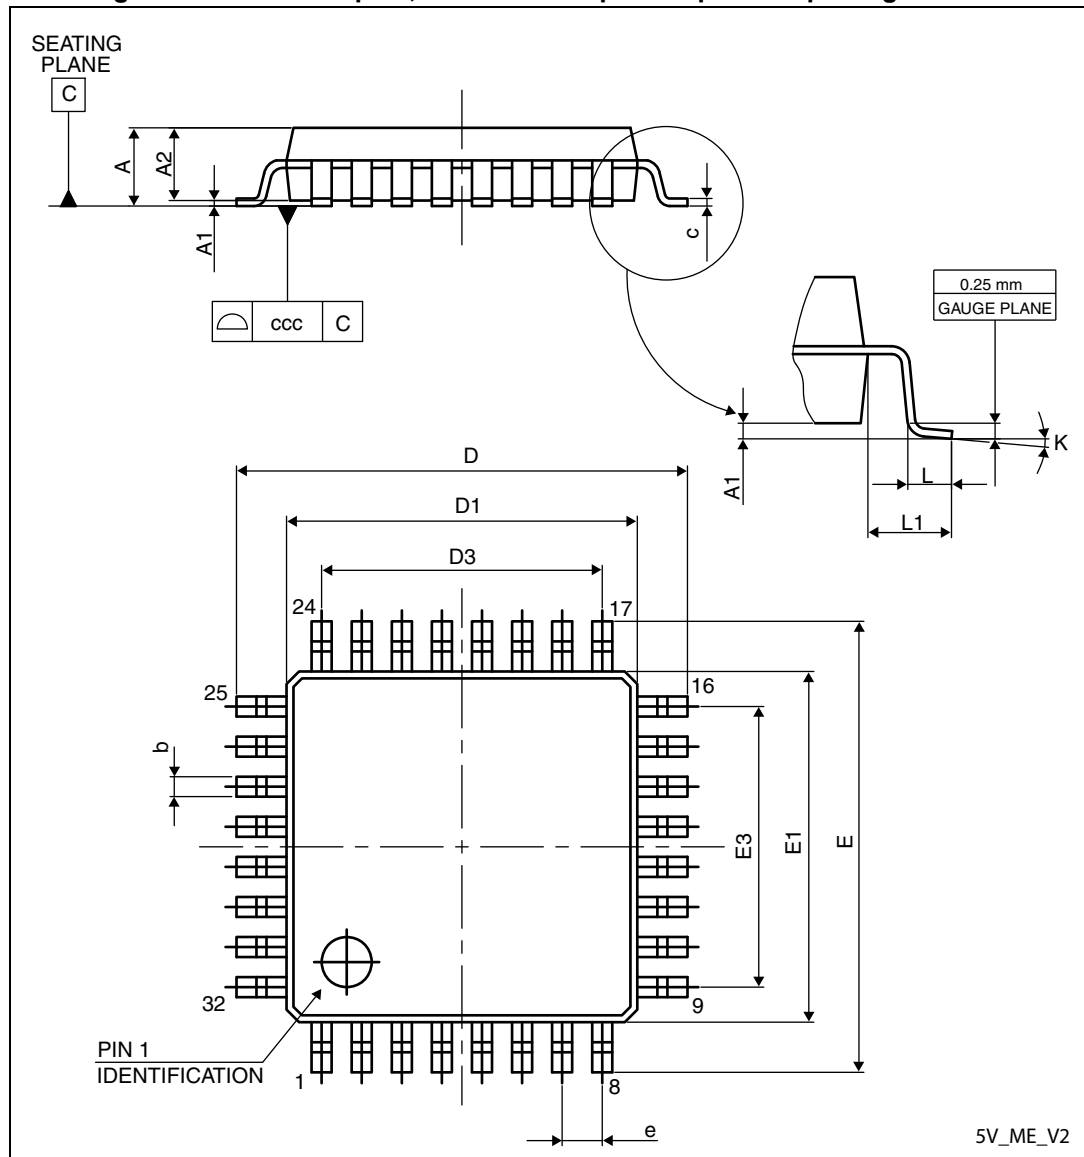 SEATING
PLANE
C
A
A2
A1
c
ccc
C
0.25 mm
GAUGE PLANE
A1
K
L
L1
D
D1
D3
24
17
25
16
b
E3
E1
E
32
9
PIN 1
IDENTIFICATION
1
8
e
5V_ME_V2